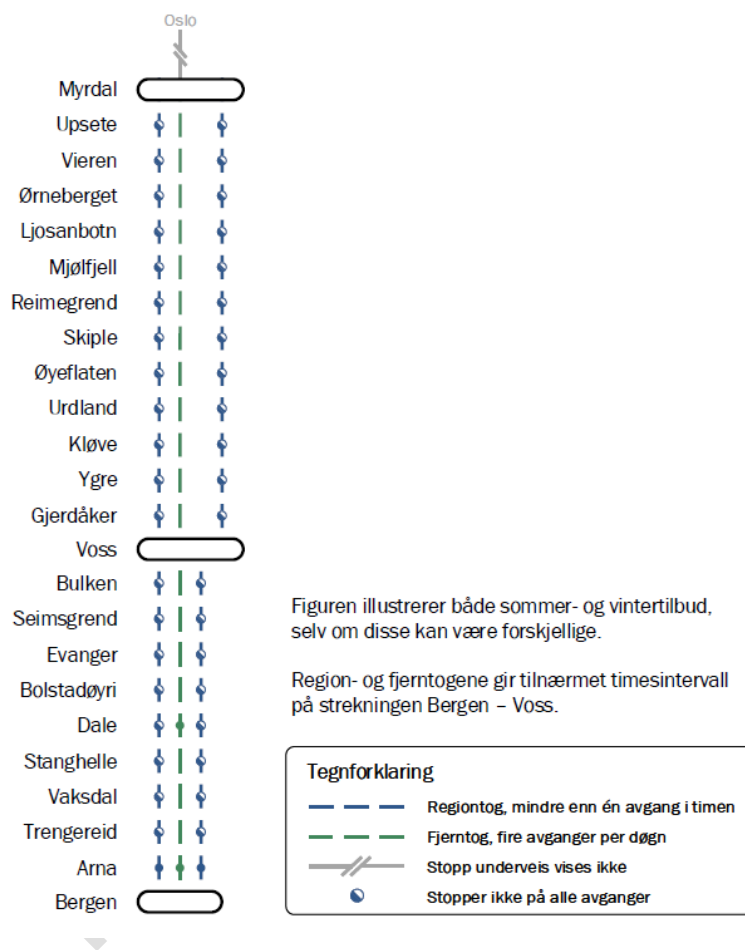 Oslo
Myrdal
Upsete
Vieren
Ørneberget
Ljosanbotn
Mjølfjell
Reimegrend
Skiple
Øyeflaten
Urdland
Kløve
Ygre
Gjerdåker
Voss
Bulken
Seimsgrend
Evanger
Bolstadøyri
Dale
Stanghelle
Vaksdal
Trengereid
Arna
Bergen
Figuren illustrerer både sommer- og vintertilbud,
selv om disse kan være forskjellige.
Region- og fjerntogene gir tilnærmet timesintervall
på strekningen Bergen – Voss.
Tegnforklaring
Regiontog, mindre enn én avgang i timen
Fjerntog, fire avganger per døgn
Stopp underveis vises ikke
Stopper ikke på alle avganger